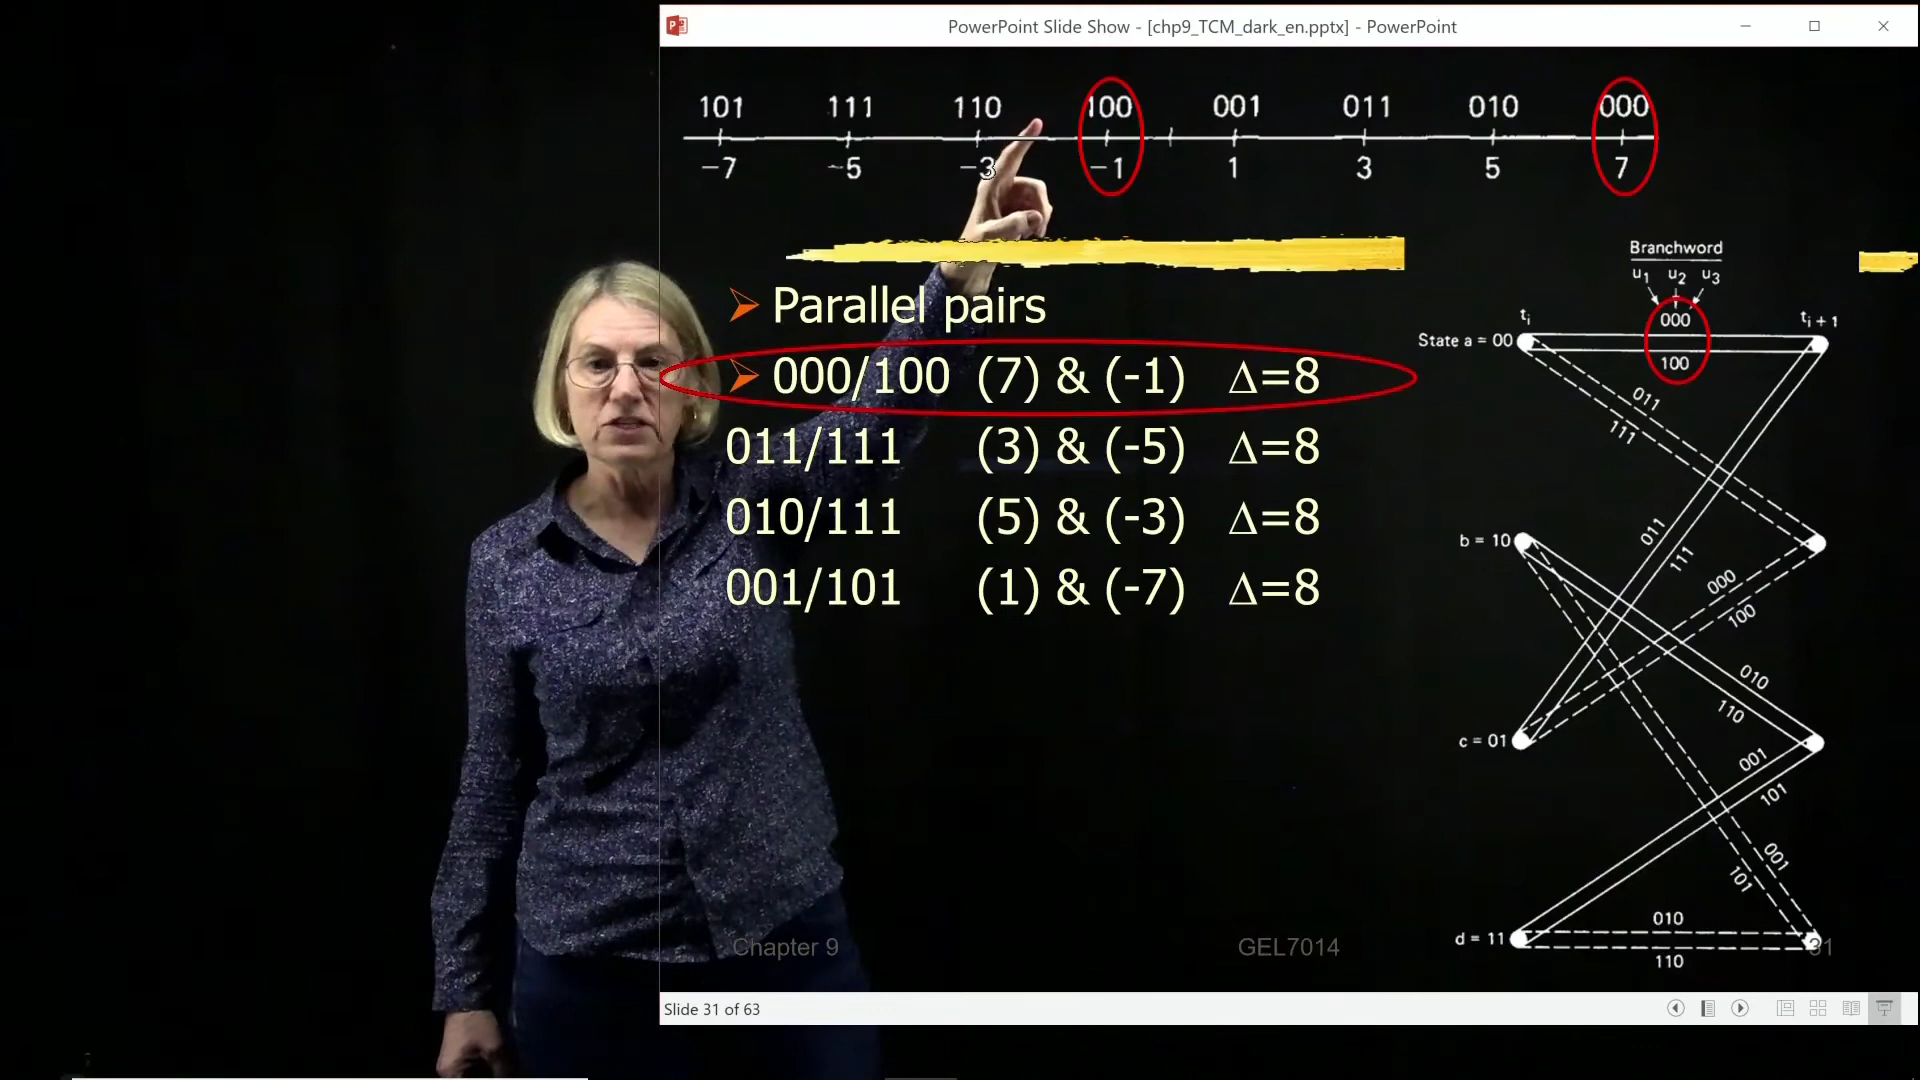 PowerPoint Slide Show - [chp9_TCM_dark_en.pptx] - PowerPoint
101 111 110 100 001 011 010 000
−7 −5 −3 −1 1 3 5 7
Parallel pairs
000/100 (7) & (-1) Δ=8
011/111 (3) & (-5) Δ=8
010/111 (5) & (-3) Δ=8
001/101 (1) & (-7) Δ=8
Branchword
u1 u2 u3
ti
ti + 1
State a = 00
000
100
011
111
b = 10
011
111
000
100
010
110
c = 01
001
101
001
101
d = 11
010
110
Chapter 9
GEL7014
31
Slide 31 of 63